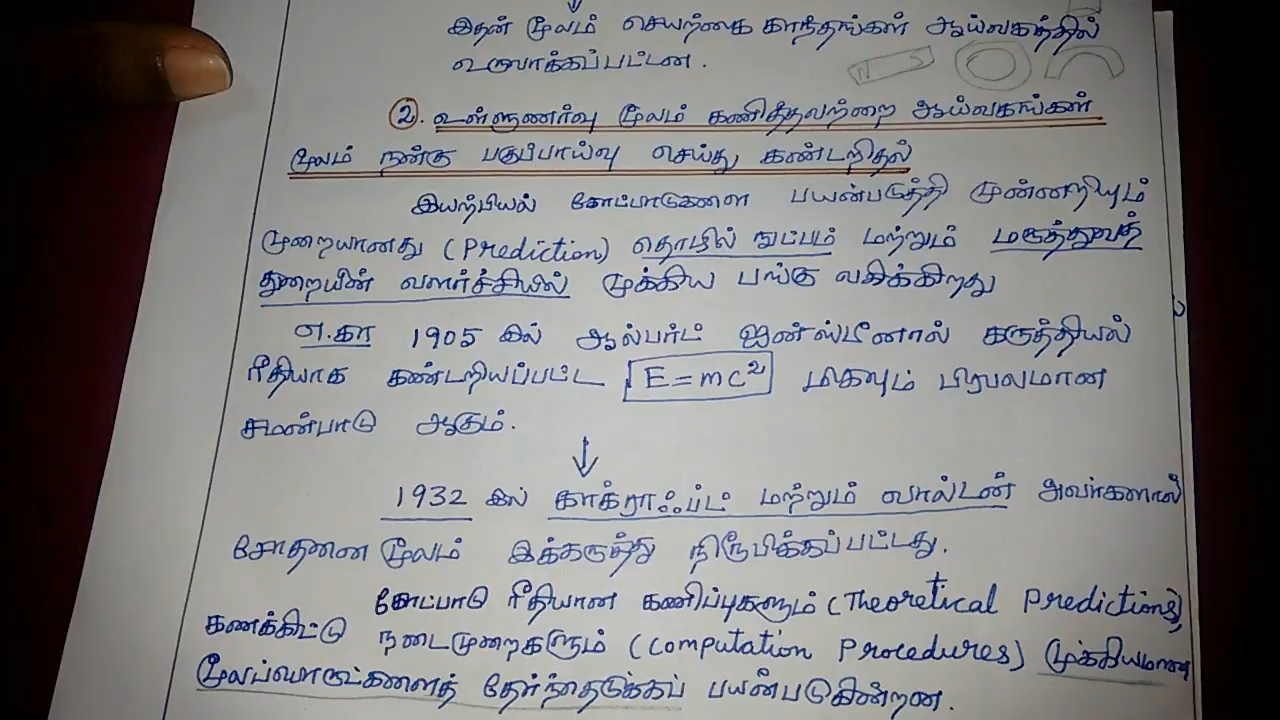 இதன் மூலம் செயற்கை காந்தங்கள் ஆய்வகத்தில்
உருவாக்கப்பட்டன.
N S
2. உள்ளுணர்வு மூலம் கணித்தவற்றை ஆய்வகங்கள்
மூலம் நன்கு பகுப்பாய்வு செய்து கண்டறிதல்
இயற்பியல் கோட்பாடுகளை பயன்படுத்தி முன்னறியும்
முறையானது (Prediction) தொழில் நுட்பம் மற்றும் மருத்துவத்
துறையின் வளர்ச்சியில் முக்கிய பங்கு வகிக்கிறது
எ.கா 1905 இல் ஆல்பர்ட் ஐன்ஸ்டீனால் கருத்தியல்
ரீதியாக கண்டறியப்பட்ட E=mc² மிகவும் பிரபலமான
சமன்பாடு ஆகும்.
↓
1932 இல் காக்ராஃப்ட் மற்றும் வால்டன் அவர்களால்
சோதனை மூலம் இக்கருத்து நிரூபிக்கப்பட்டது.
கோட்பாடு ரீதியான கணிப்புகளும் (Theoretical Predictions),
கணக்கிட்டு நடைமுறைகளும் (Computation Procedures) முக்கியமான
மூலப்பொருட்களைத் தேர்ந்தெடுக்கப் பயன்படுகின்றன.